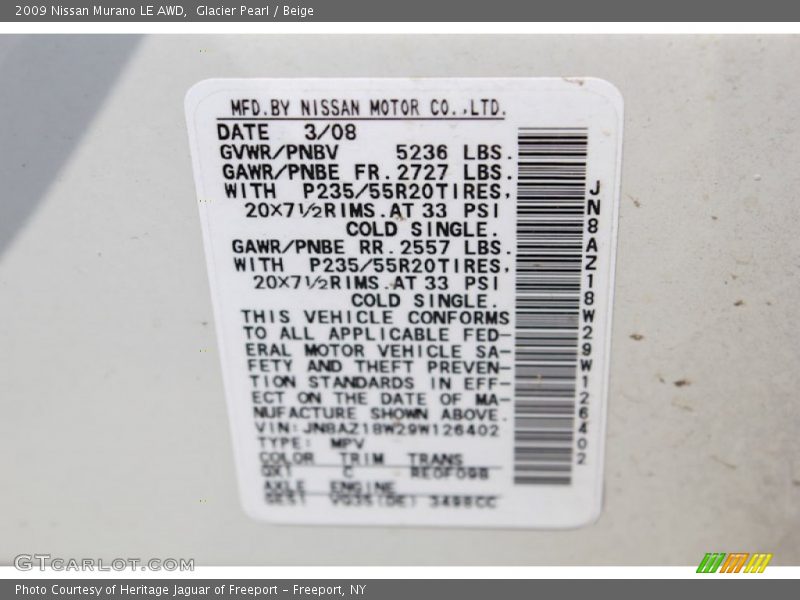 2009 Nissan Murano LE AWD,  Glacier Pearl / Beige
MFD.BY NISSAN MOTOR CO.,LTD.
DATE 3/08
GVWR/PNBV 5236 LBS.
GAWR/PNBE FR.2727 LBS.
WITH P235/55R20TIRES,
20×7½RIMS.AT 33 PSI
COLD SINGLE.
GAWR/PNBE RR.2557 LBS.
WITH P235/55R20TIRES,
20×7½RIMS.AT 33 PSI
COLD SINGLE.
THIS VEHICLE CONFORMS
TO ALL APPLICABLE FED-
ERAL MOTOR VEHICLE SA-
FETY AND THEFT PREVEN-
TION STANDARDS IN EFF-
ECT ON THE DATE OF MA-
NUFACTURE SHOWN ABOVE.
VIN:JN8AZ18W29W126402
TYPE: MPV
COLOR TRIM TRANS
QX1 C RE0F09B
AXLE ENGINE
VQ35(DE) 3498CC
JN8AZ18W29W126402
GTCARLOT.COM
Photo Courtesy of Heritage Jaguar of Freeport - Freeport, NY